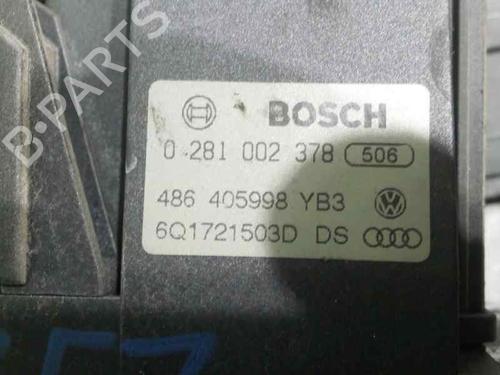 B-PARTS
BOSCH
0 281 002 378 506
486 405998 YB3
6Q1721503D DS